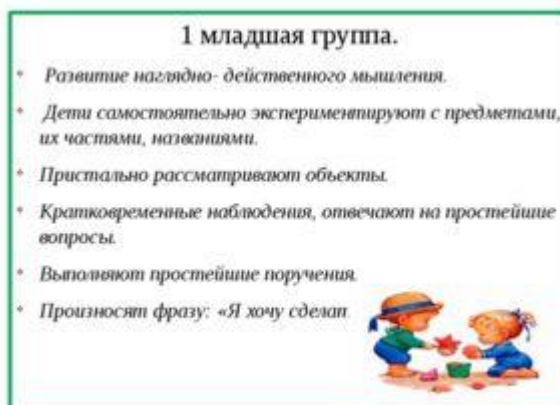 1 младшая группа.
Развитие наглядно- действенного мышления.
Дети самостоятельно экспериментируют с предметами,
их частями, названиями.
Пристально рассматривают объекты.
Кратковременные наблюдения, отвечают на простейшие
вопросы.
Выполняют простейшие поручения.
Произносят фразу: «Я хочу сделат